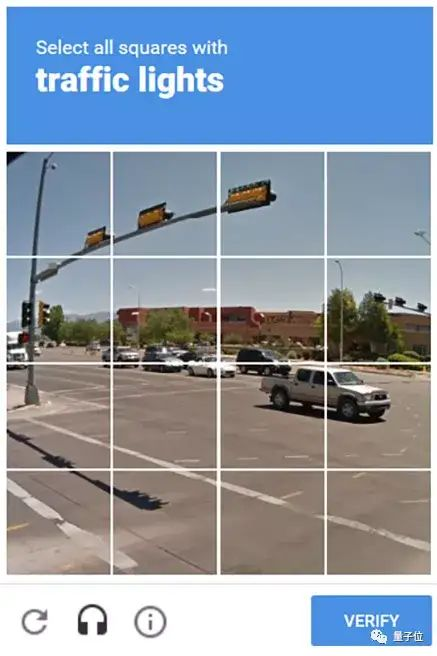 Select all squares with
traffic lights
VERIFY
量子位